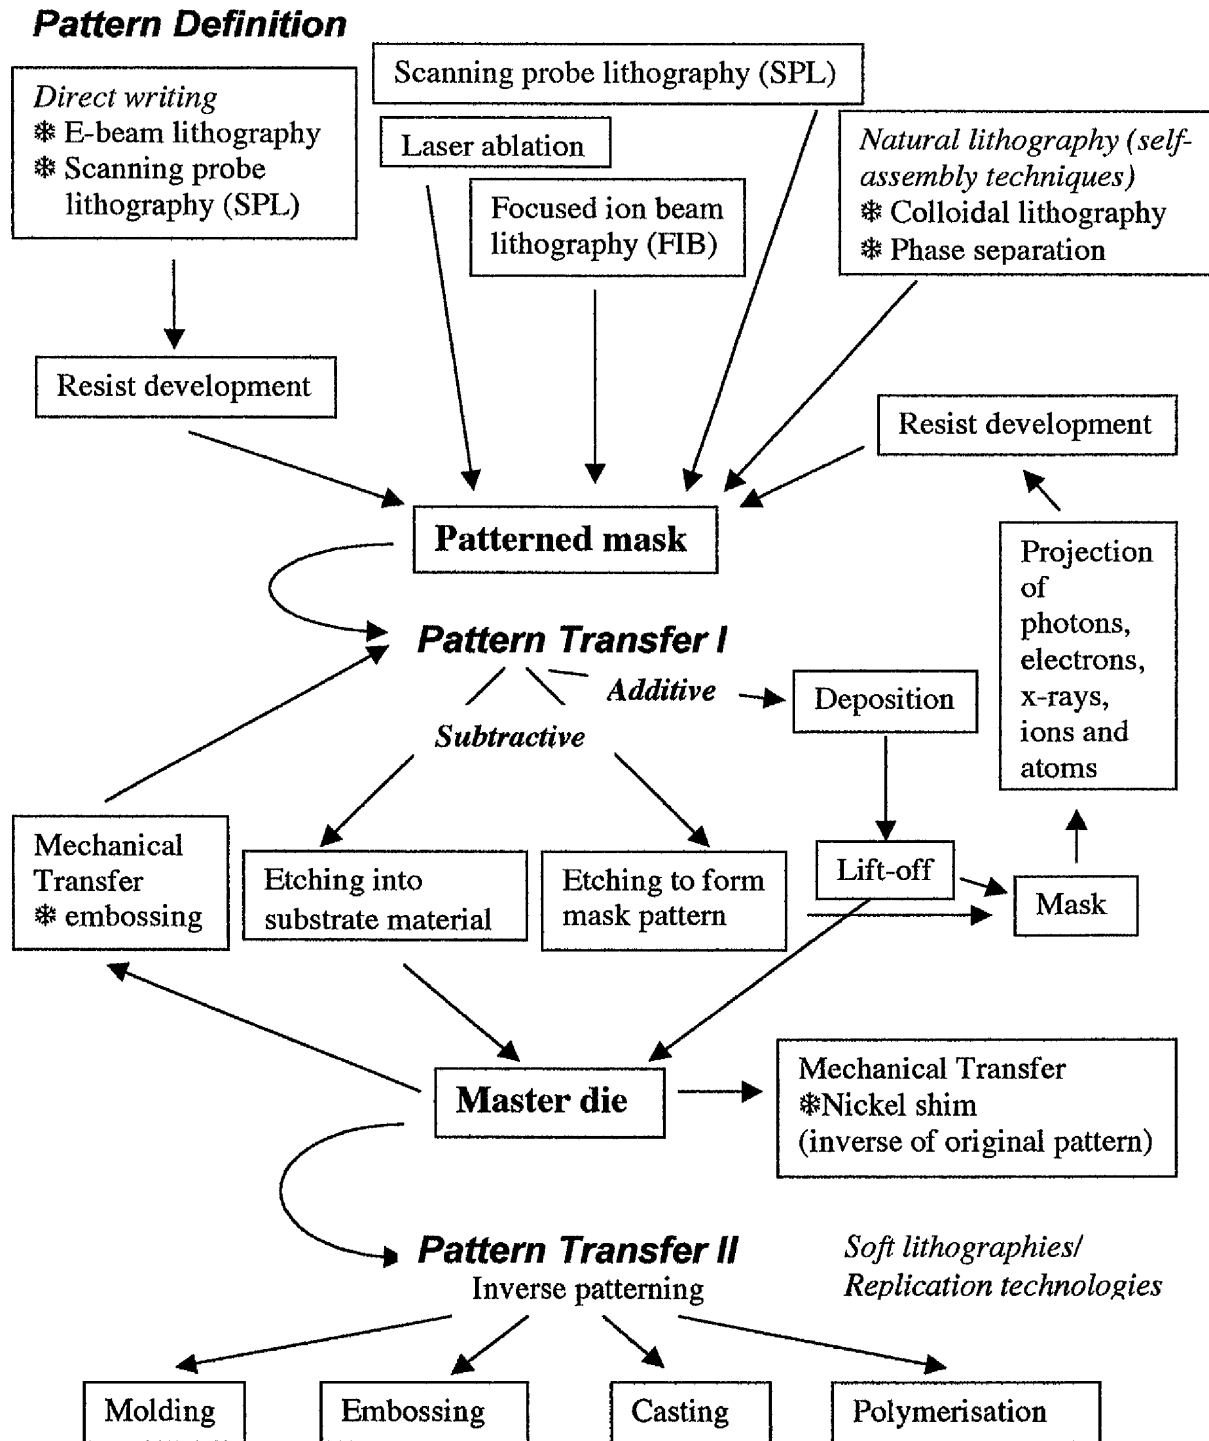 Pattern Definition
Scanning probe lithography (SPL)
Direct writing
❄ E-beam lithography
❄ Scanning probe
lithography (SPL)
Laser ablation
Focused ion beam
lithography (FIB)
Natural lithography (self-
assembly techniques)
❄ Colloidal lithography
❄ Phase separation
Resist development
Resist development
Patterned mask
Projection
of
photons,
electrons,
x-rays,
ions and
atoms
Pattern Transfer I
Additive
Subtractive
Deposition
Mechanical
Transfer
❄ embossing
Etching into
substrate material
Etching to form
mask pattern
Lift-off
Mask
Master die
Mechanical Transfer
❄Nickel shim
(inverse of original pattern)
Pattern Transfer II
Inverse patterning
Soft lithographies/
Replication technologies
Molding
Embossing
Casting
Polymerisation